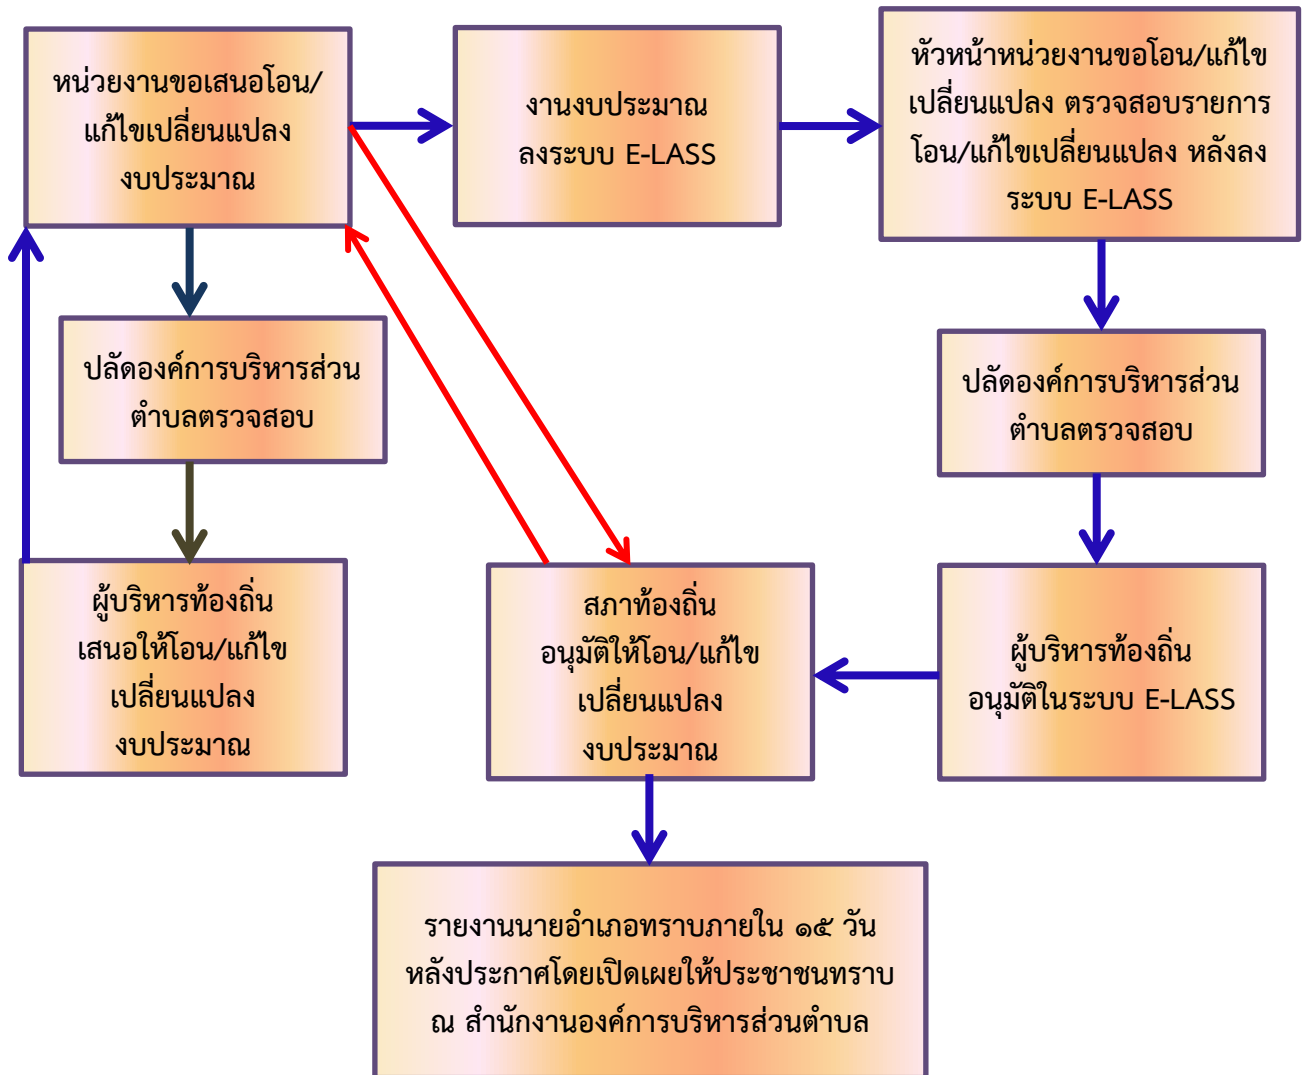 หน่วยงานขอเสนอโอน/
แก้ไขเปลี่ยนแปลง
งบประมาณ
งานงบประมาณ
ลงระบบ E-LASS
หัวหน้าหน่วยงานขอโอน/แก้ไข
เปลี่ยนแปลง ตรวจสอบรายการ
โอน/แก้ไขเปลี่ยนแปลง หลังลง
ระบบ E-LASS
ปลัดองค์การบริหารส่วน
ตำบลตรวจสอบ
ปลัดองค์การบริหารส่วน
ตำบลตรวจสอบ
ผู้บริหารท้องถิ่น
เสนอให้โอน/แก้ไข
เปลี่ยนแปลง
งบประมาณ
สภาท้องถิ่น
อนุมัติให้โอน/แก้ไข
เปลี่ยนแปลง
งบประมาณ
ผู้บริหารท้องถิ่น
อนุมัติในระบบ E-LASS
รายงานนายอำเภอทราบภายใน ๑๕ วัน
หลังประกาศโดยเปิดเผยให้ประชาชนทราบ
ณ สำนักงานองค์การบริหารส่วนตำบล